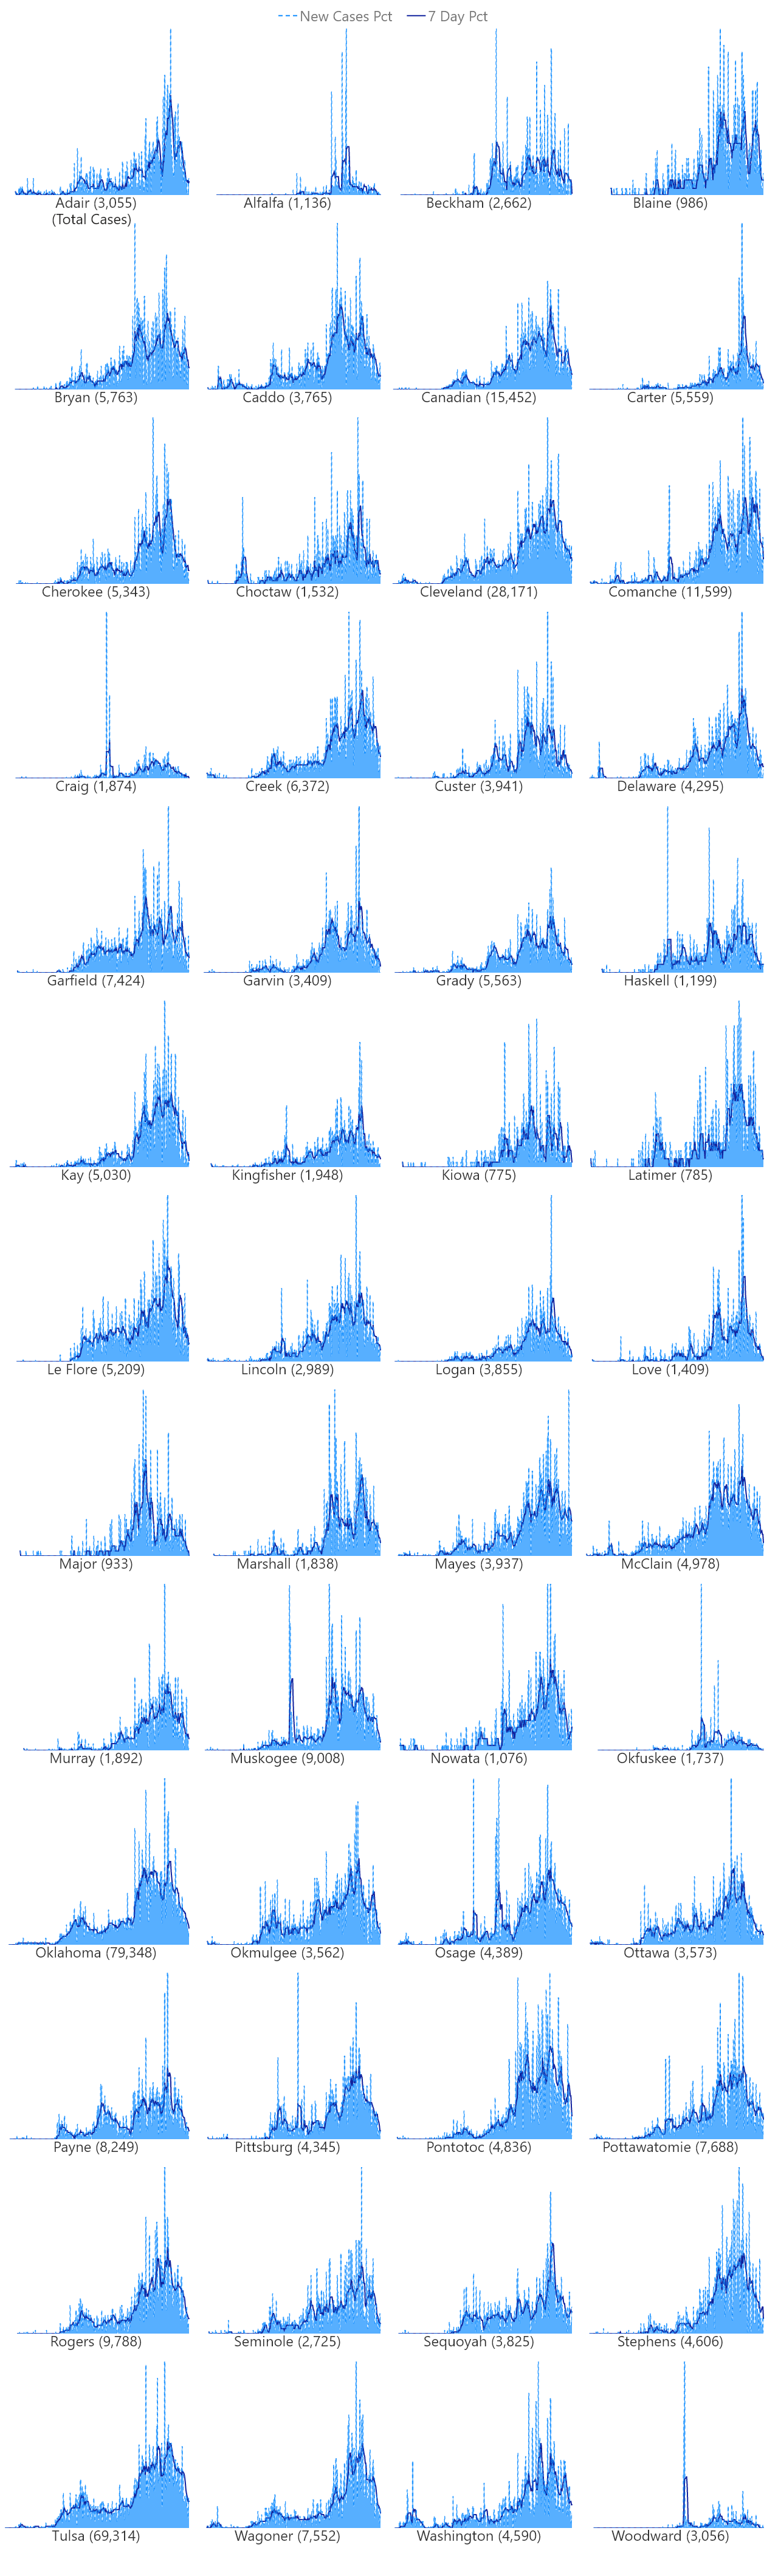 New Cases Pct 7 Day Pct
Adair (3,055) Alfalfa (1,136) Beckham (2,662) Blaine (986)
(Total Cases)
Bryan (5,763) Caddo (3,765) Canadian (15,452) Carter (5,559)
Cherokee (5,343) Choctaw (1,532) Cleveland (28,171) Comanche (11,599)
Craig (1,874) Creek (6,372) Custer (3,941) Delaware (4,295)
Garfield (7,424) Garvin (3,409) Grady (5,563) Haskell (1,199)
Kay (5,030) Kingfisher (1,948) Kiowa (775) Latimer (785)
Le Flore (5,209) Lincoln (2,989) Logan (3,855) Love (1,409)
Major (933) Marshall (1,838) Mayes (3,937) McClain (4,978)
Murray (1,892) Muskogee (9,008) Nowata (1,076) Okfuskee (1,737)
Oklahoma (79,348) Okmulgee (3,562) Osage (4,389) Ottawa (3,573)
Payne (8,249) Pittsburg (4,345) Pontotoc (4,836) Pottawatomie (7,688)
Rogers (9,788) Seminole (2,725) Sequoyah (3,825) Stephens (4,606)
Tulsa (69,314) Wagoner (7,552) Washington (4,590) Woodward (3,056)